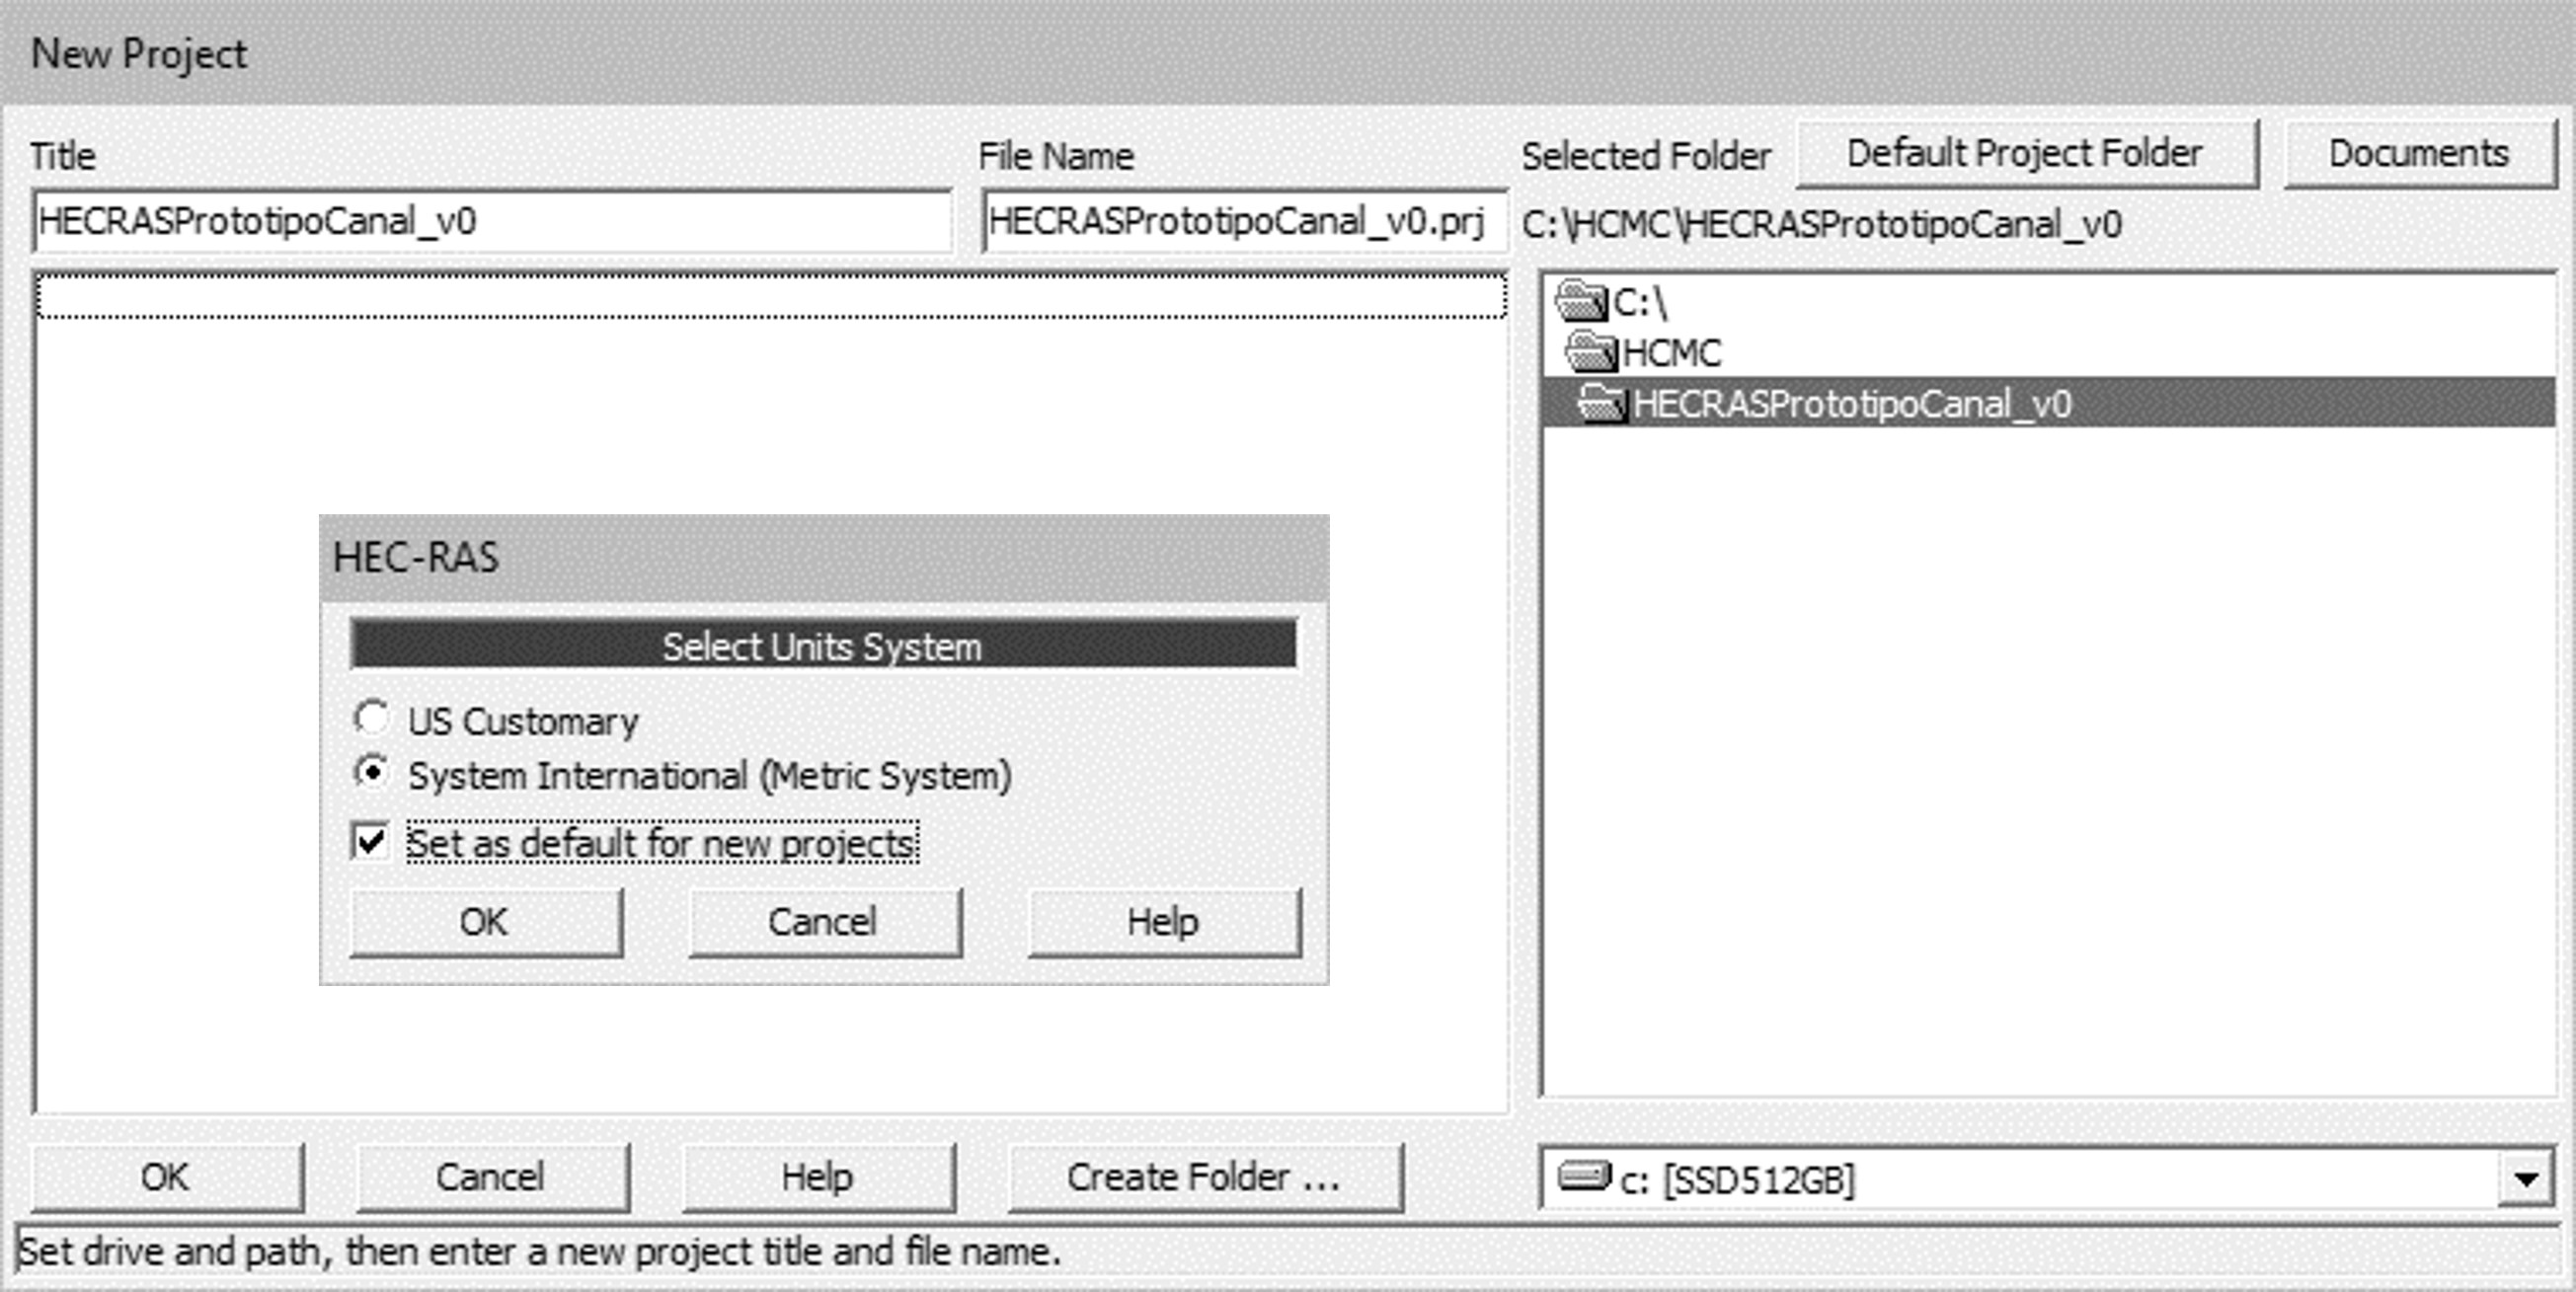 New Project
Title
File Name
Selected Folder
Default Project Folder
Documents
HECRASPrototipoCanal_v0
HECRASPrototipoCanal_v0.prj
C:\HCMC\HECRASPrototipoCanal_v0
C:\
HCMC
HECRASPrototipoCanal_v0
HEC-RAS
Select Units System
US Customary
System International (Metric System)
Set as default for new projects
OK
Cancel
Help
OK
Cancel
Help
Create Folder ...
c: [SSD512GB]
Set drive and path, then enter a new project title and file name.